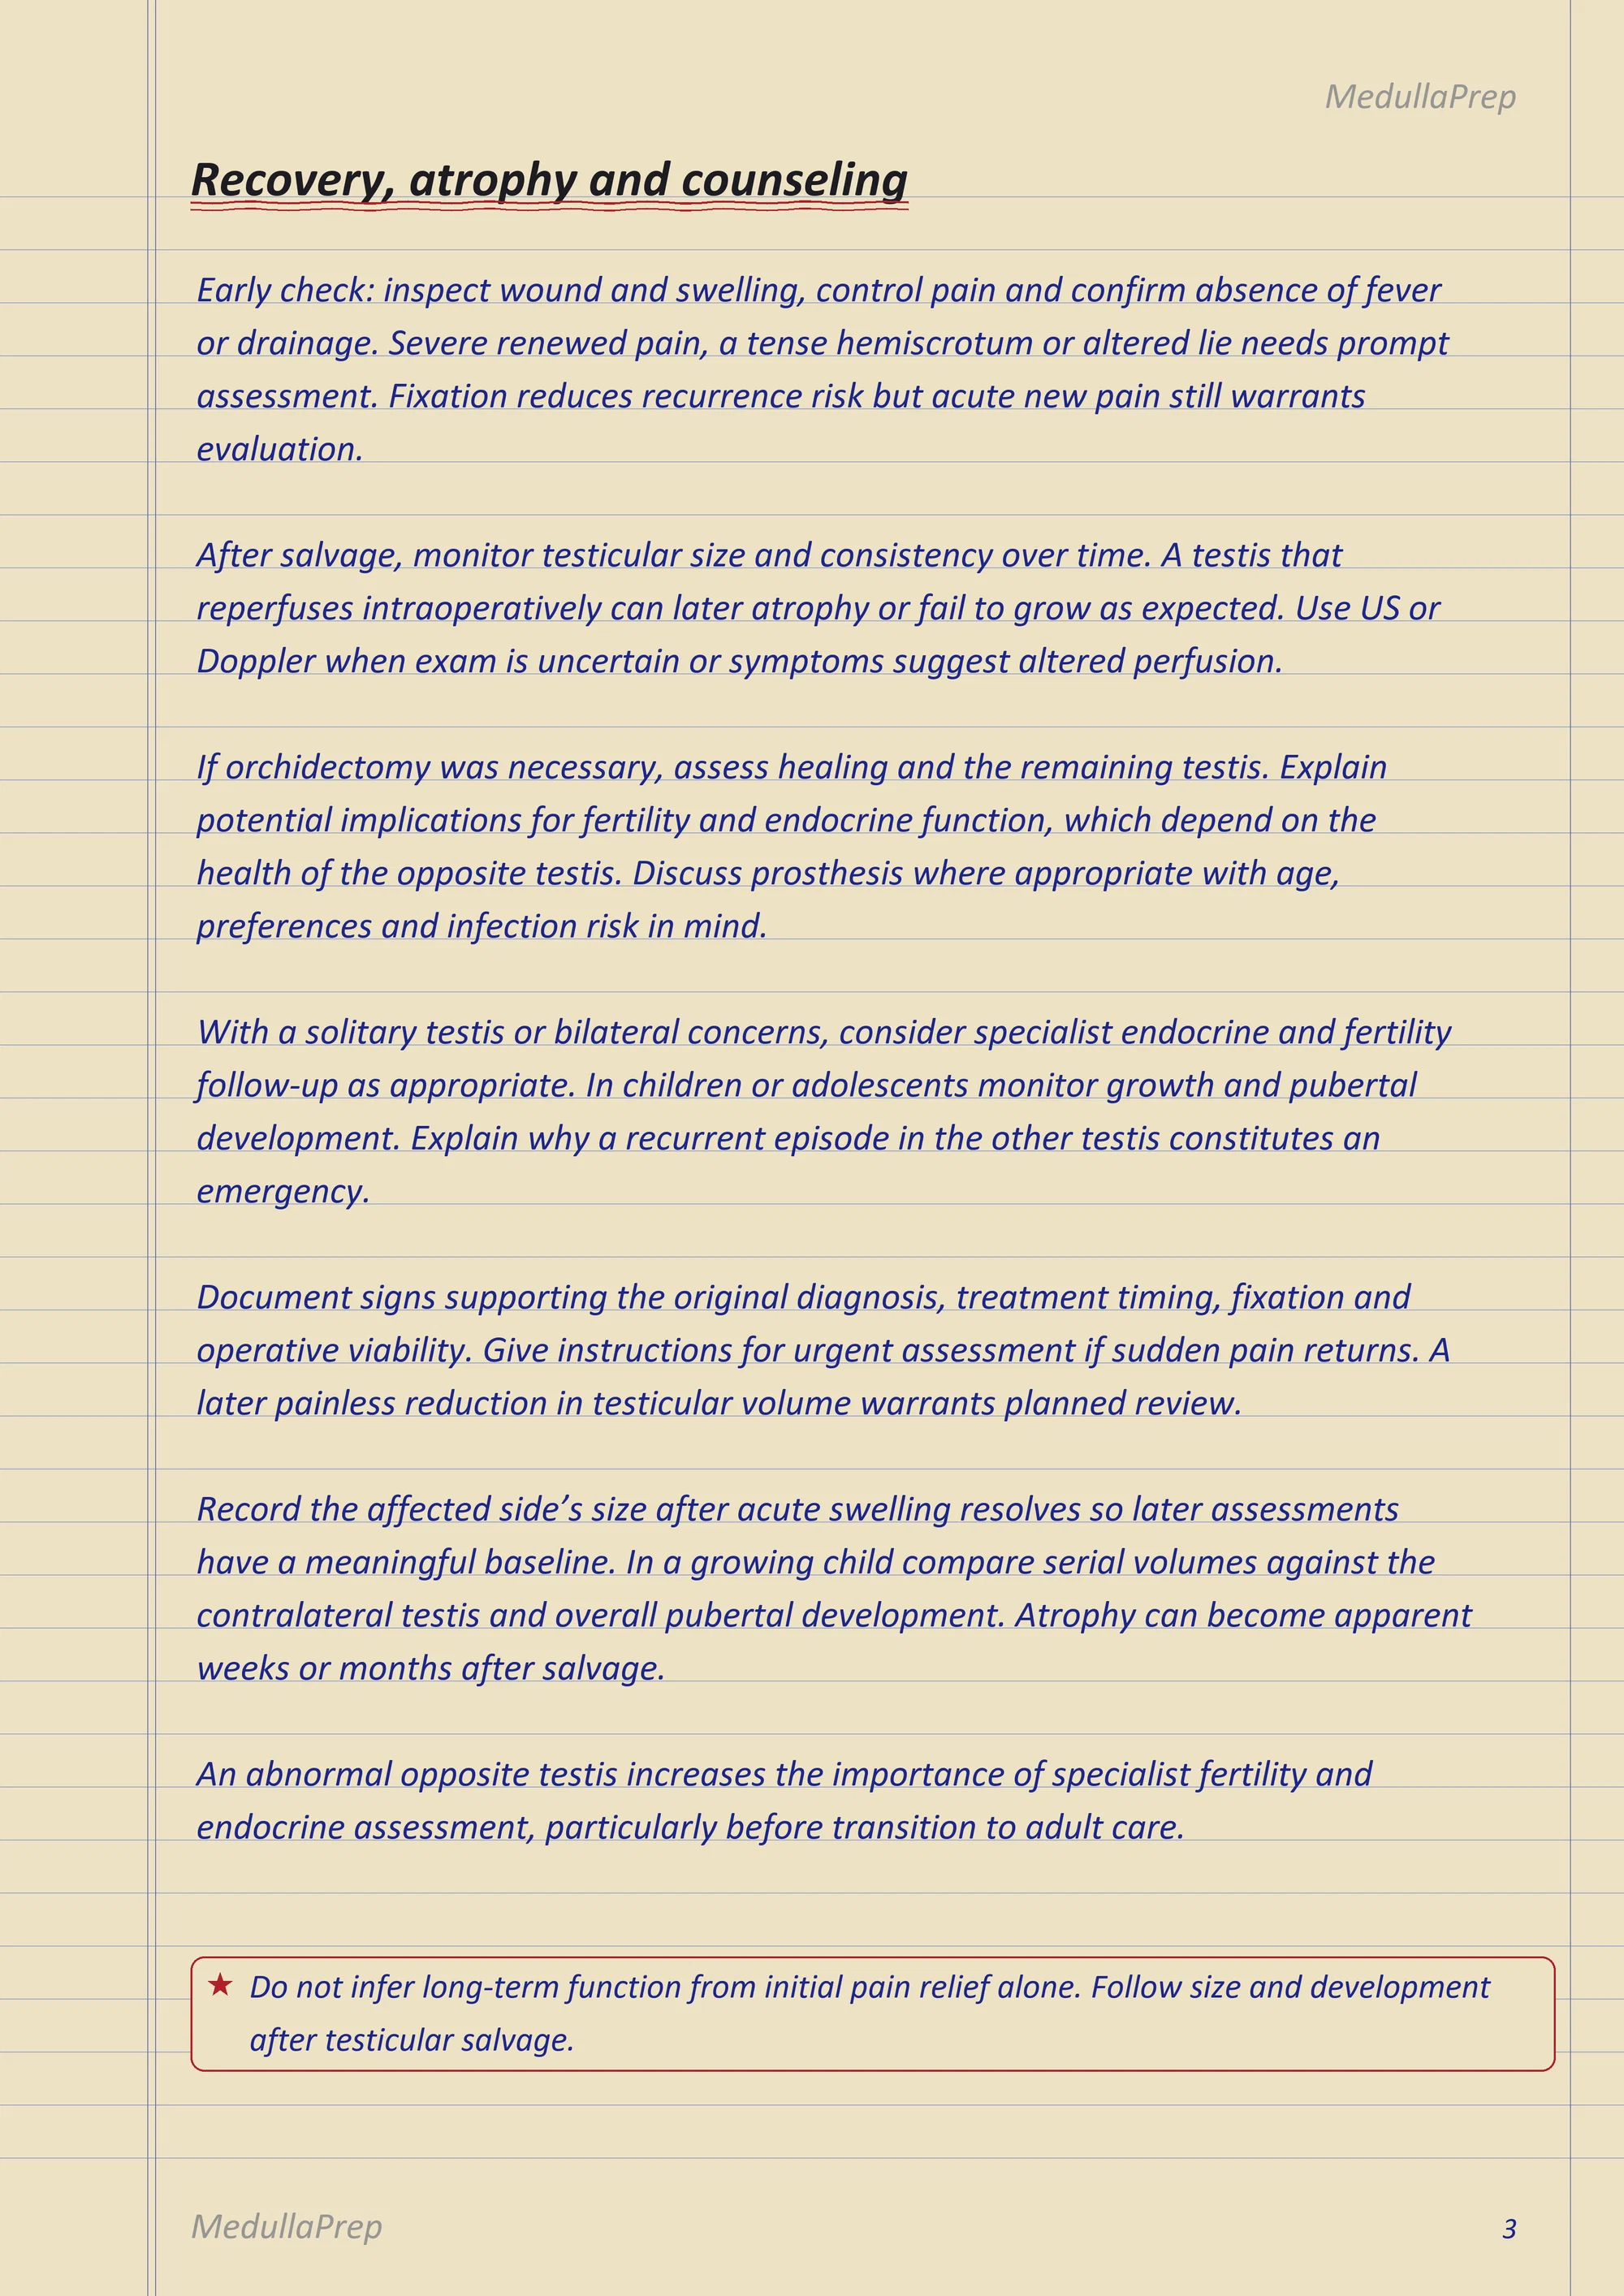 MedullaPrep
Recovery, atrophy and counseling
Early check: inspect wound and swelling, control pain and confirm absence of fever
or drainage. Severe renewed pain, a tense hemiscrotum or altered lie needs prompt
assessment. Fixation reduces recurrence risk but acute new pain still warrants
evaluation.
After salvage, monitor testicular size and consistency over time. A testis that
reperfuses intraoperatively can later atrophy or fail to grow as expected. Use US or
Doppler when exam is uncertain or symptoms suggest altered perfusion.
If orchidectomy was necessary, assess healing and the remaining testis. Explain
potential implications for fertility and endocrine function, which depend on the
health of the opposite testis. Discuss prosthesis where appropriate with age,
preferences and infection risk in mind.
With a solitary testis or bilateral concerns, consider specialist endocrine and fertility
follow-up as appropriate. In children or adolescents monitor growth and pubertal
development. Explain why a recurrent episode in the other testis constitutes an
emergency.
Document signs supporting the original diagnosis, treatment timing, fixation and
operative viability. Give instructions for urgent assessment if sudden pain returns. A
later painless reduction in testicular volume warrants planned review.
Record the affected side’s size after acute swelling resolves so later assessments
have a meaningful baseline. In a growing child compare serial volumes against the
contralateral testis and overall pubertal development. Atrophy can become apparent
weeks or months after salvage.
An abnormal opposite testis increases the importance of specialist fertility and
endocrine assessment, particularly before transition to adult care.
★ Do not infer long-term function from initial pain relief alone. Follow size and development
after testicular salvage.
MedullaPrep
3